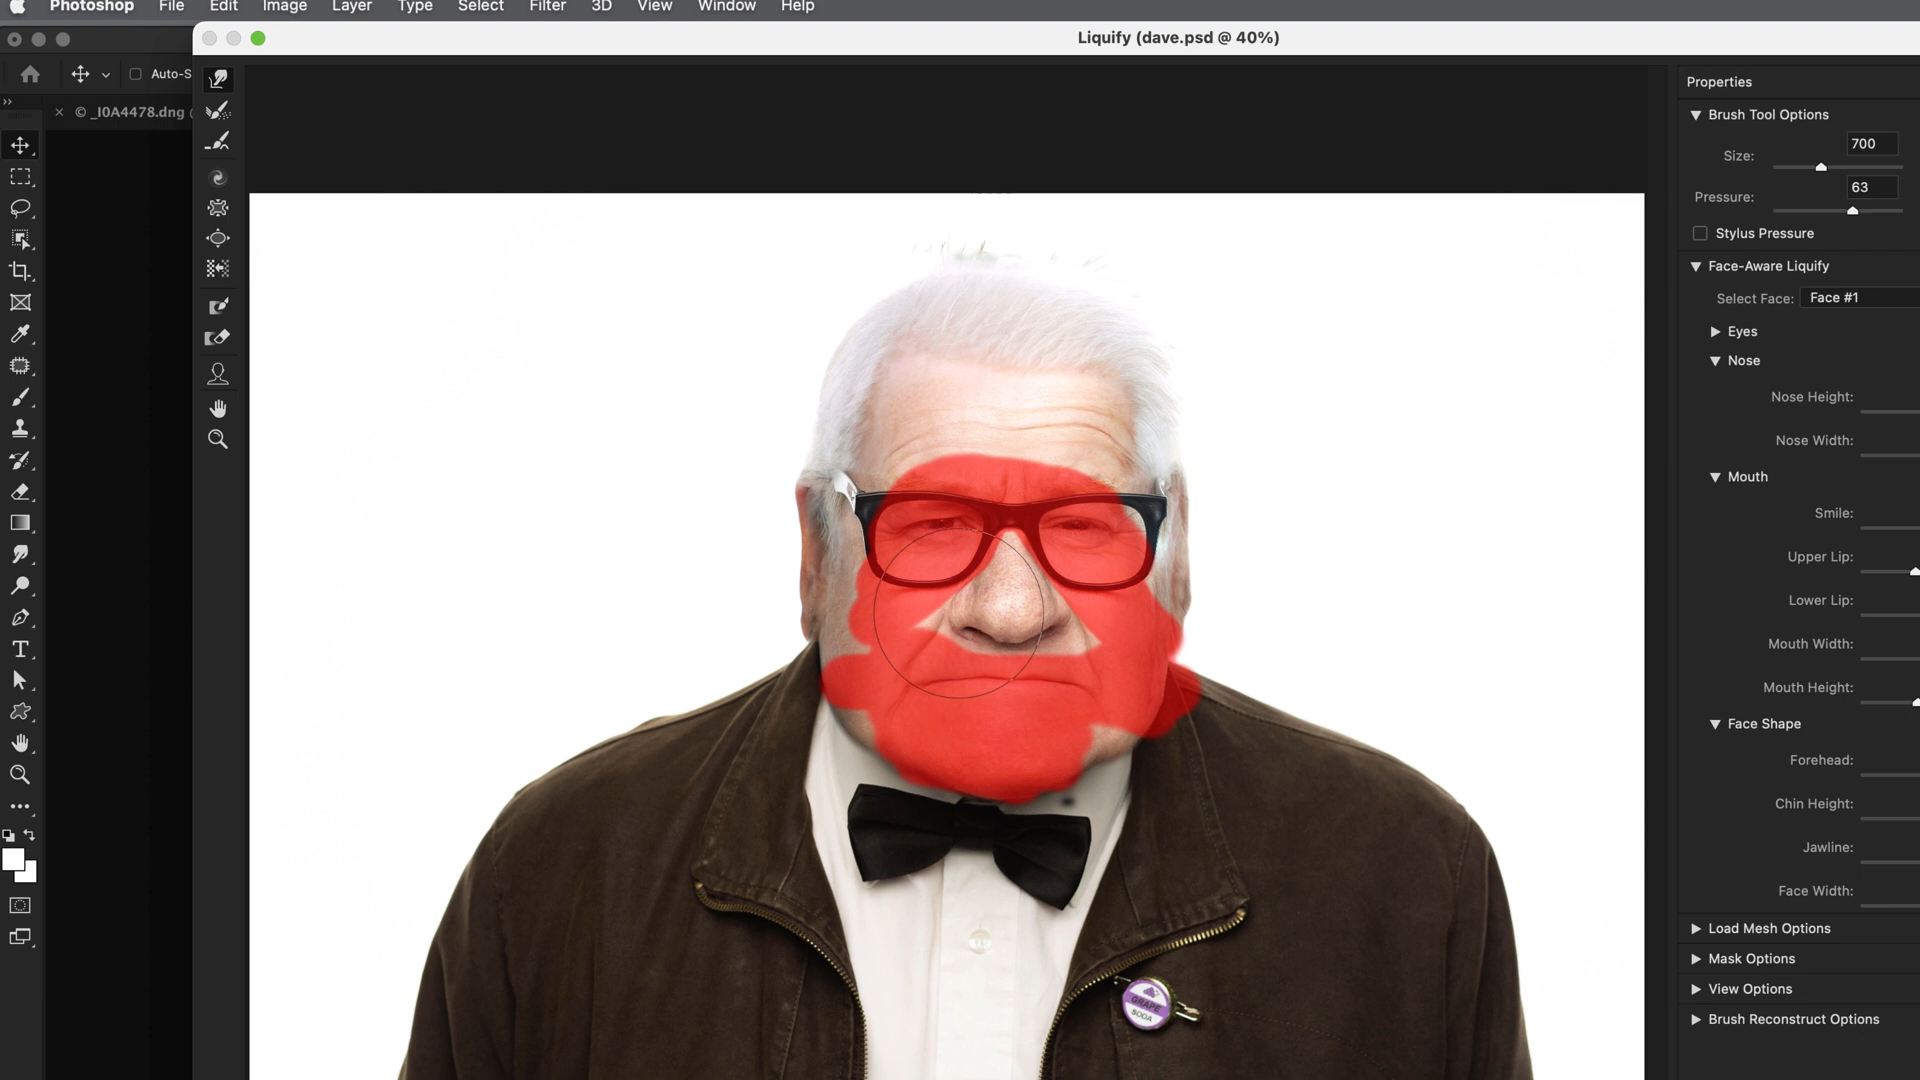 Photoshop File Edit Image Layer Type Select Filter 3D View Window Help
Liquify (dave.psd @ 40%)
Auto-S
© _I0A4478.dng
Properties
Brush Tool Options
Size: 700
Pressure: 63
Stylus Pressure
Face-Aware Liquify
Select Face: Face #1
Eyes
Nose
Nose Height:
Nose Width:
Mouth
Smile:
Upper Lip:
Lower Lip:
Mouth Width:
Mouth Height:
Face Shape
Forehead:
Chin Height:
Jawline:
Face Width:
Load Mesh Options
Mask Options
View Options
Brush Reconstruct Options
GRAPE
SODA